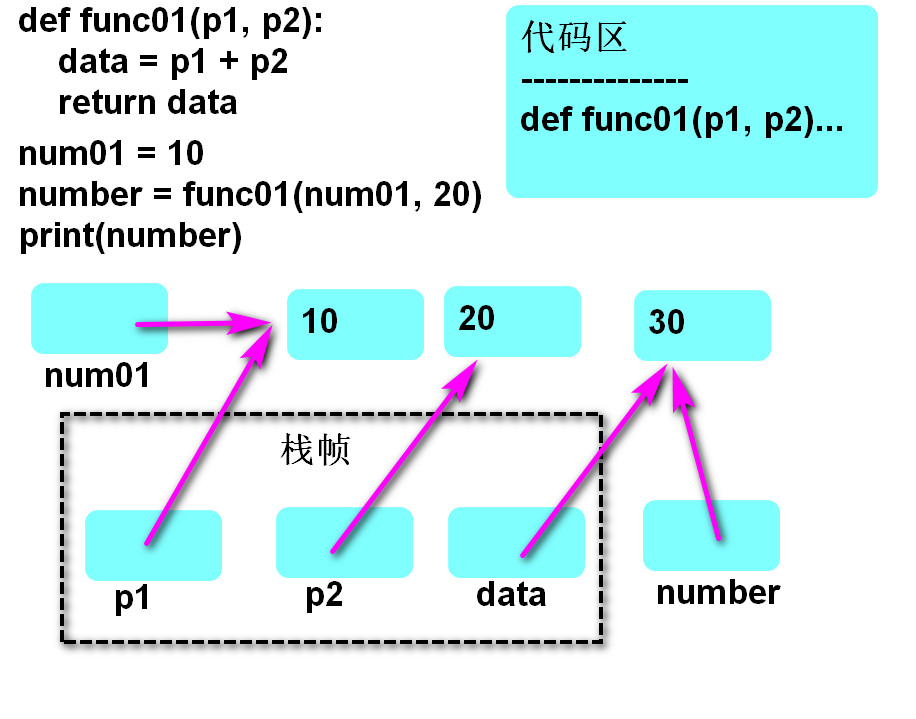 def func01(p1, p2):
    data = p1 + p2
    return data
num01 = 10
number = func01(num01, 20)
print(number)
代码区
--------------
def func01(p1, p2)...
10
20
30
num01
栈帧
p1
p2
data
number